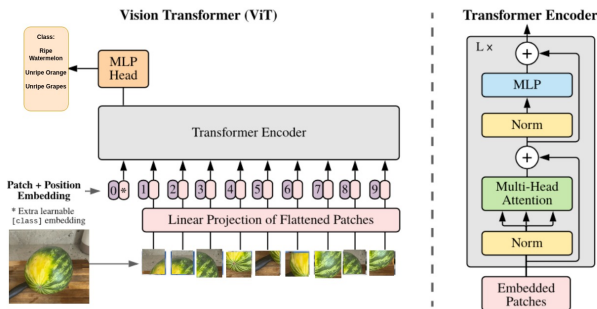 Vision Transformer (ViT)
Class:
Ripe
Watermelon
Unripe Orange
Unripe Grapes
MLP
Head
Transformer Encoder
Patch + Position
Embedding
0 * 1 2 3 4 5 6 7 8 9
* Extra learnable
[class] embedding
Linear Projection of Flattened Patches
Transformer Encoder
L x
+
MLP
Norm
+
Multi-Head
Attention
Norm
Embedded
Patches